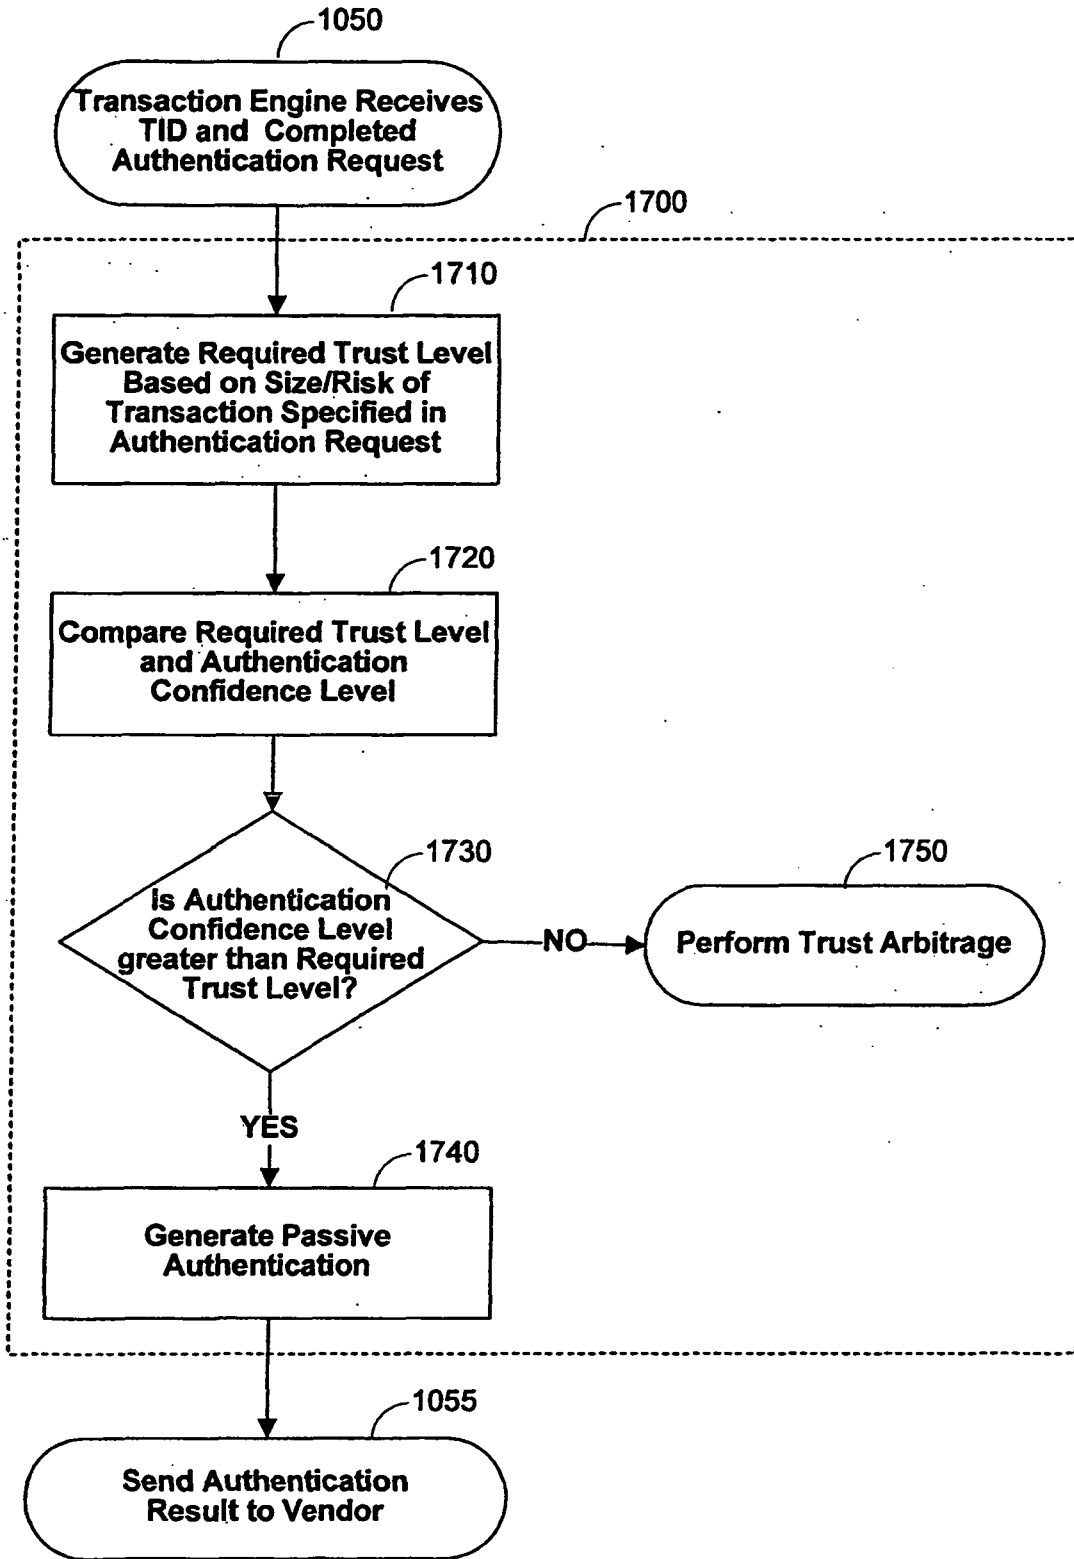 1050
Transaction Engine Receives
TID and Completed
Authentication Request
1700
1710
Generate Required Trust Level
Based on Size/Risk of
Transaction Specified in
Authentication Request
1720
Compare Required Trust Level
and Authentication
Confidence Level
1730
Is Authentication
Confidence Level
greater than Required
Trust Level?
NO
1750
Perform Trust Arbitrage
YES
1740
Generate Passive
Authentication
1055
Send Authentication
Result to Vendor